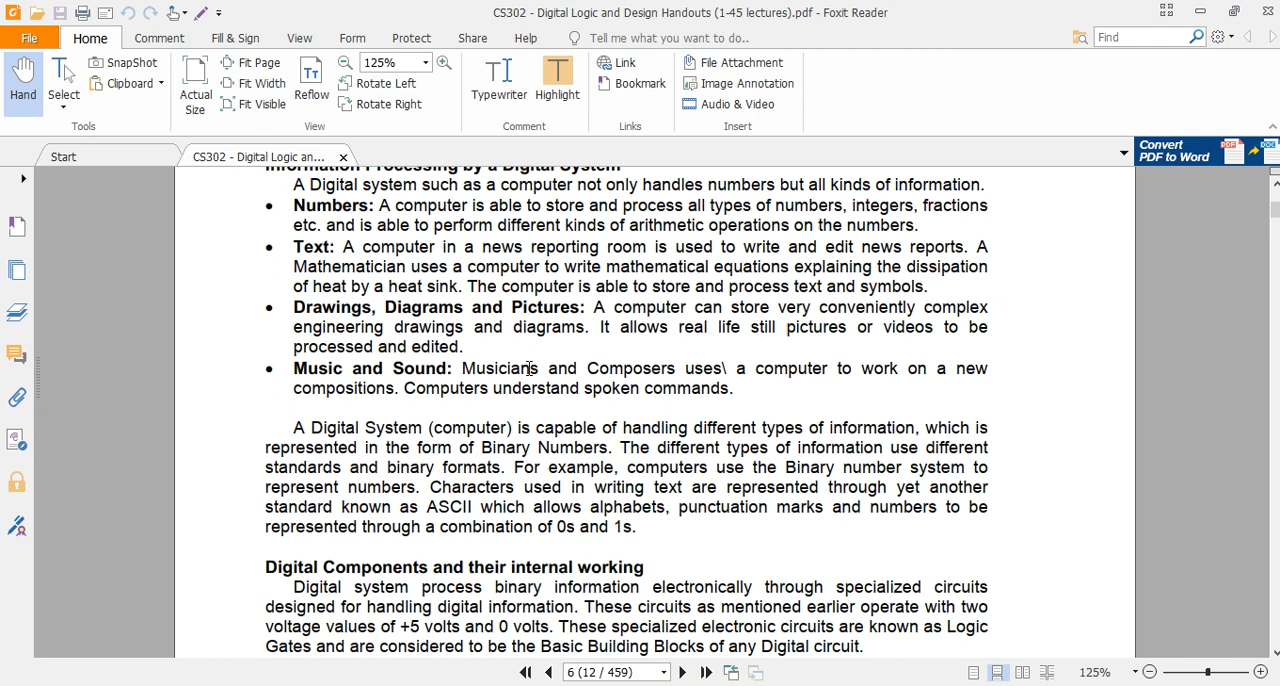 CS302 - Digital Logic and Design Handouts (1-45 lectures).pdf - Foxit Reader
File Home Comment Fill & Sign View Form Protect Share Help Tell me what you want to do.. Find
Hand
Select
SnapShot
Clipboard
Tools
Actual Size
Fit Page
Fit Width
Fit Visible
Reflow
125%
Rotate Left
Rotate Right
View
Typewriter
Highlight
Comment
Link
Bookmark
Links
File Attachment
Image Annotation
Audio & Video
Insert
Start
CS302 - Digital Logic an...
Convert
PDF to Word
PDF DOC
Information Processing by a Digital System
A Digital system such as a computer not only handles numbers but all kinds of information.
• Numbers: A computer is able to store and process all types of numbers, integers, fractions
etc. and is able to perform different kinds of arithmetic operations on the numbers.
• Text: A computer in a news reporting room is used to write and edit news reports. A
Mathematician uses a computer to write mathematical equations explaining the dissipation
of heat by a heat sink. The computer is able to store and process text and symbols.
• Drawings, Diagrams and Pictures: A computer can store very conveniently complex
engineering drawings and diagrams. It allows real life still pictures or videos to be
processed and edited.
• Music and Sound: Musicians and Composers uses\ a computer to work on a new
compositions. Computers understand spoken commands.
A Digital System (computer) is capable of handling different types of information, which is
represented in the form of Binary Numbers. The different types of information use different
standards and binary formats. For example, computers use the Binary number system to
represent numbers. Characters used in writing text are represented through yet another
standard known as ASCII which allows alphabets, punctuation marks and numbers to be
represented through a combination of 0s and 1s.
Digital Components and their internal working
Digital system process binary information electronically through specialized circuits
designed for handling digital information. These circuits as mentioned earlier operate with two
voltage values of +5 volts and 0 volts. These specialized electronic circuits are known as Logic
Gates and are considered to be the Basic Building Blocks of any Digital circuit.
6 (12 / 459)
125%